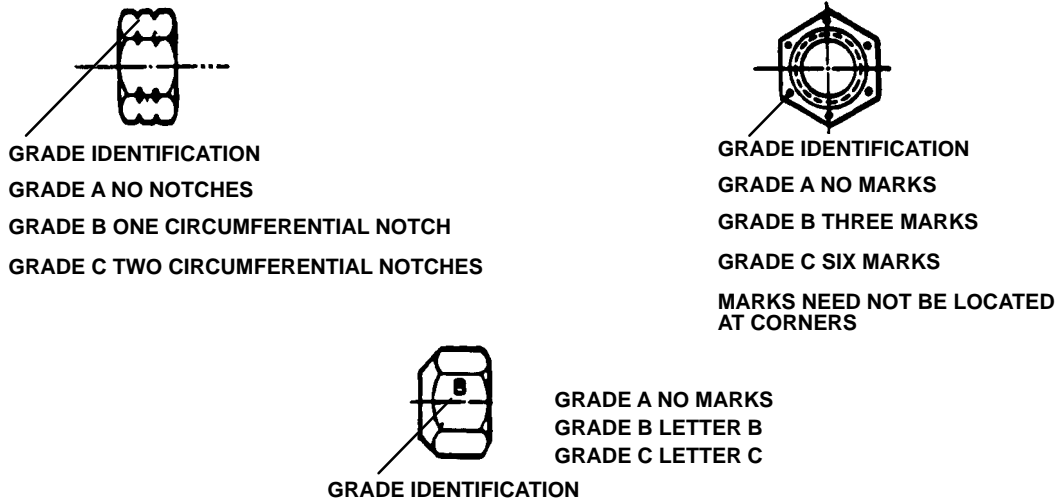 GRADE IDENTIFICATION
GRADE A NO NOTCHES
GRADE B ONE CIRCUMFERENTIAL NOTCH
GRADE C TWO CIRCUMFERENTIAL NOTCHES
GRADE IDENTIFICATION
GRADE A NO MARKS
GRADE B THREE MARKS
GRADE C SIX MARKS
MARKS NEED NOT BE LOCATED
AT CORNERS
B
GRADE A NO MARKS
GRADE B LETTER B
GRADE C LETTER C
GRADE IDENTIFICATION